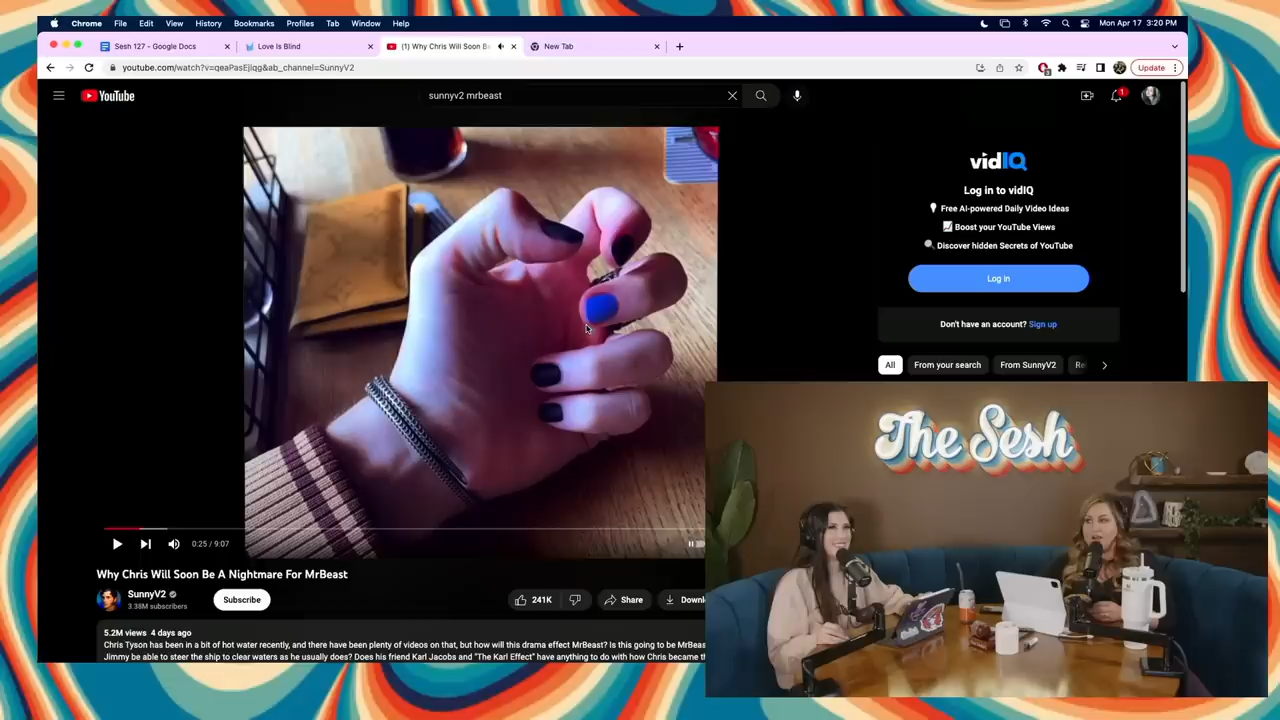 Chrome File Edit View History Bookmarks Profiles Tab Window Help Mon Apr 17 3:20 PM
Sesh 127 - Google Docs Love Is Blind (1) Why Chris Will Soon Be New Tab
youtube.com/watch?v=qeaPasEjlqg&ab_channel=SunnyV2 Update
YouTube sunnyv2 mrbeast 1
vidIQ
Log in to vidIQ
Free AI-powered Daily Video Ideas
Boost your YouTube Views
Discover hidden Secrets of YouTube
Log in
Don't have an account? Sign up
All From your search From SunnyV2 Re
The Sesh
0:25 / 9:07
Why Chris Will Soon Be A Nightmare For MrBeast
SunnyV2
3.38M subscribers
Subscribe 241K Share Downl
5.2M views 4 days ago
Chris Tyson has been in a bit of hot water recently, and there have been plenty of videos on that, but how will this drama effect MrBeast? Is this going to be MrBeas
Jimmy be able to steer the ship to clear waters as he usually does? Does his friend Karl Jacobs and "The Karl Effect" have anything to do with how Chris became th